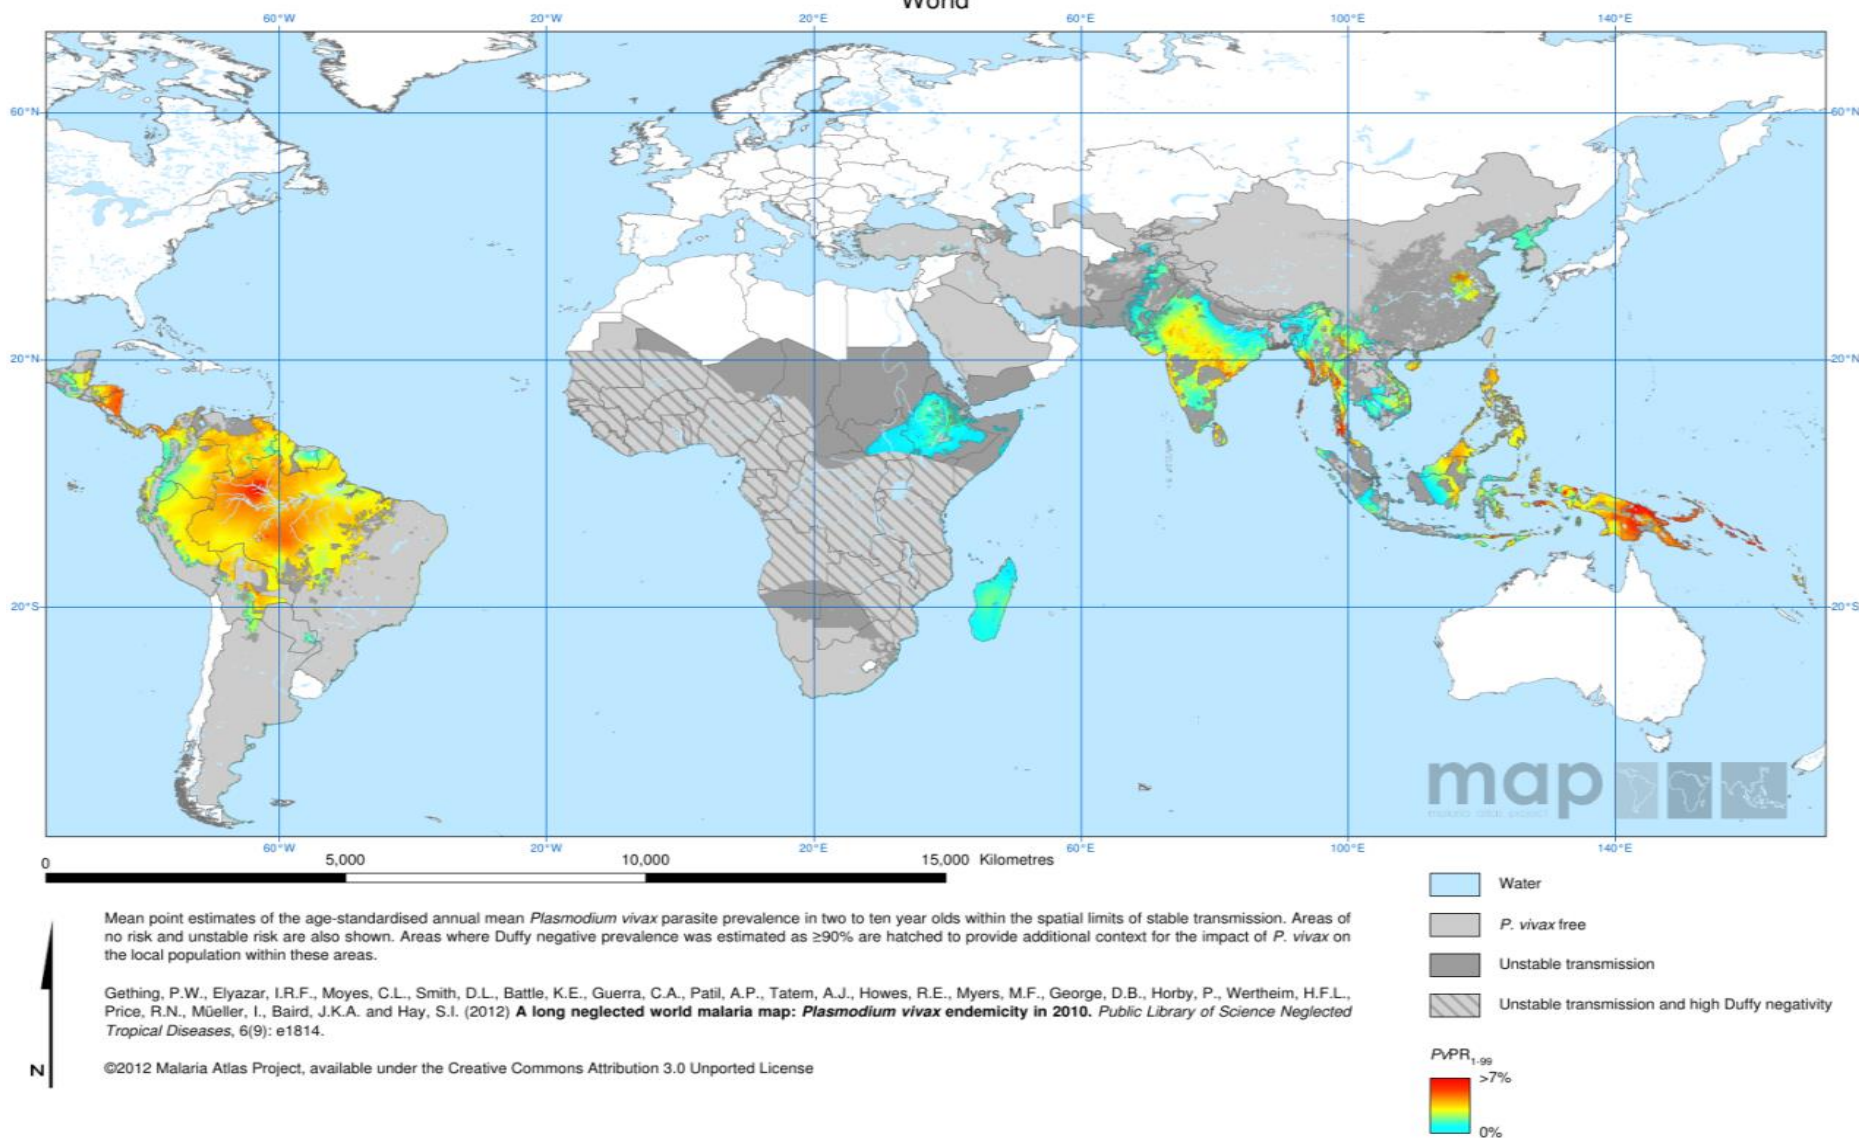 World
60°W 20°W 20°E 60°E 100°E 140°E
60°N 60°N
20°N 20°N
20°S 20°S
map
60°W 20°W 20°E 60°E 100°E 140°E
0 5,000 10,000 15,000 Kilometres
Water
P. vivax free
Unstable transmission
Unstable transmission and high Duffy negativity
PvPR1-99
>7%
0%
Mean point estimates of the age-standardised annual mean Plasmodium vivax parasite prevalence in two to ten year olds within the spatial limits of stable transmission. Areas of
no risk and unstable risk are also shown. Areas where Duffy negative prevalence was estimated as ≥90% are hatched to provide additional context for the impact of P. vivax on
the local population within these areas.
Gething, P.W., Elyazar, I.R.F., Moyes, C.L., Smith, D.L., Battle, K.E., Guerra, C.A., Patil, A.P., Tatem, A.J., Howes, R.E., Myers, M.F., George, D.B., Horby, P., Wertheim, H.F.L.,
Price, R.N., Müeller, I., Baird, J.K.A. and Hay, S.I. (2012) A long neglected world malaria map: Plasmodium vivax endemicity in 2010. Public Library of Science Neglected
Tropical Diseases, 6(9): e1814.
©2012 Malaria Atlas Project, available under the Creative Commons Attribution 3.0 Unported License
N